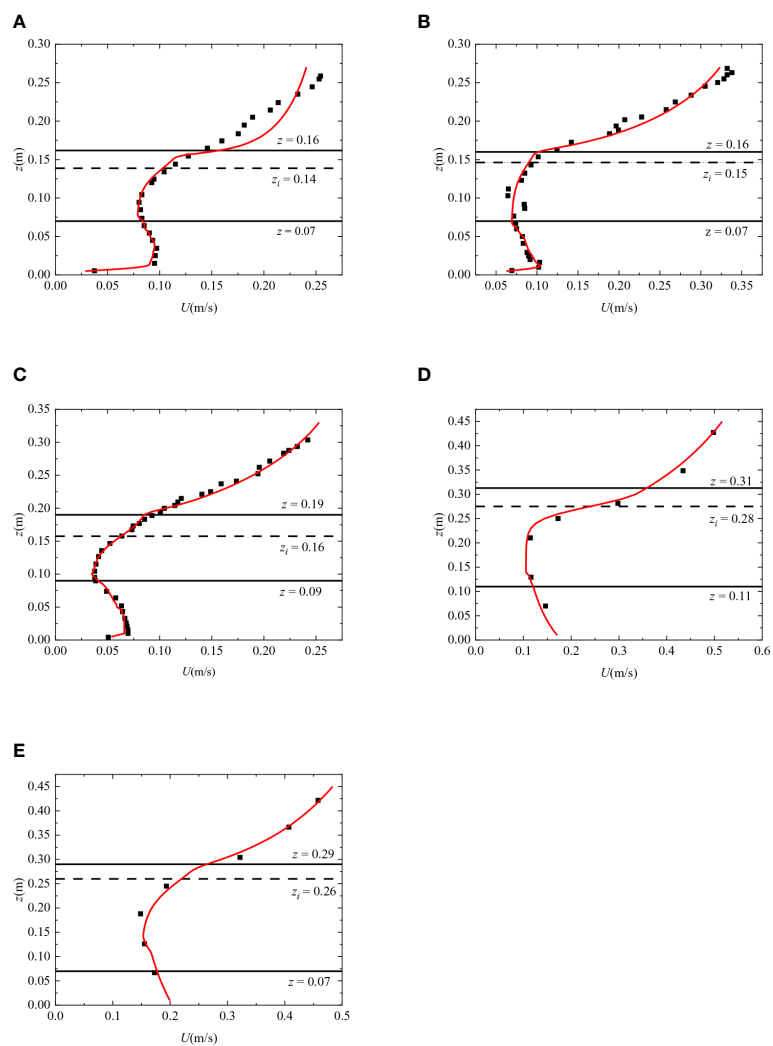 A
z(m)
0.30
0.25
0.20
0.15
0.10
0.05
0.00
z = 0.16
zi = 0.14
z = 0.07
0.00 0.05 0.10 0.15 0.20 0.25
U(m/s)
B
z(m)
0.30
0.25
0.20
0.15
0.10
0.05
0.00
z = 0.16
zi = 0.15
z = 0.07
0.05 0.10 0.15 0.20 0.25 0.30 0.35
U(m/s)
C
z(m)
0.35
0.30
0.25
0.20
0.15
0.10
0.05
0.00
z = 0.19
zi = 0.16
z = 0.09
0.00 0.05 0.10 0.15 0.20 0.25
U(m/s)
D
z(m)
0.45
0.40
0.35
0.30
0.25
0.20
0.15
0.10
0.05
0.00
z = 0.31
zi = 0.28
z = 0.11
0.0 0.1 0.2 0.3 0.4 0.5 0.6
U(m/s)
E
z(m)
0.45
0.40
0.35
0.30
0.25
0.20
0.15
0.10
0.05
0.00
z = 0.29
zi = 0.26
z = 0.07
0.0 0.1 0.2 0.3 0.4 0.5
U(m/s)